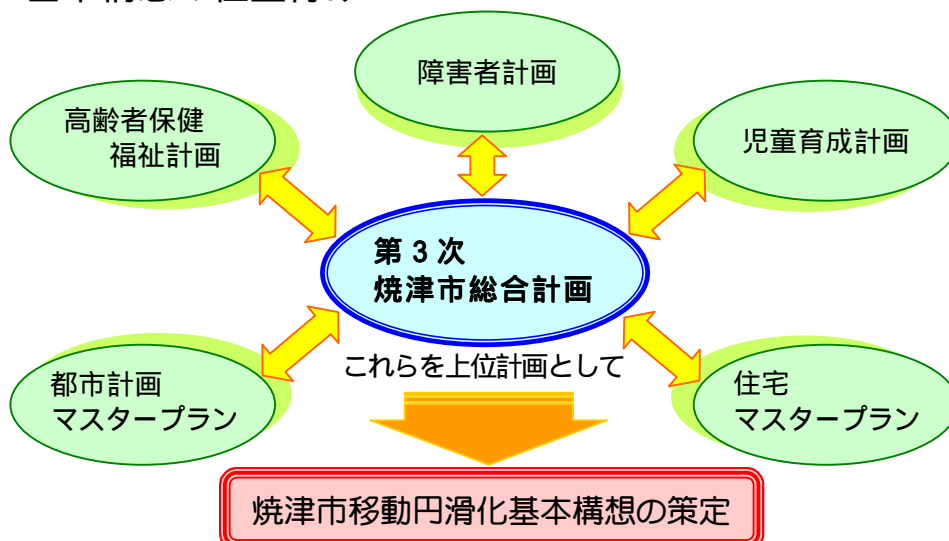 障害者計画
高齢者保健
福祉計画
児童育成計画
第3次
焼津市総合計画
これらを上位計画として
都市計画
マスタープラン
住宅
マスタープラン
焼津市移動円滑化基本構想の策定